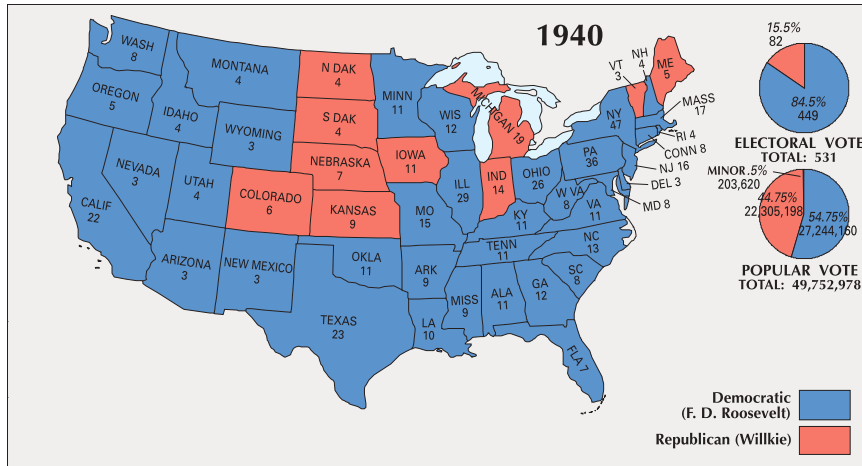 1940
WASH
8
OREGON
5
CALIF
22
NEVADA
3
IDAHO
4
MONTANA
4
WYOMING
3
UTAH
4
COLORADO
6
ARIZONA
3
NEW MEXICO
3
N DAK
4
S DAK
4
NEBRASKA
7
KANSAS
9
OKLA
11
TEXAS
23
MINN
11
IOWA
11
MO
15
ARK
9
LA
10
WIS
12
ILL
29
MICHIGAN 19
IND
14
OHIO
26
KY
11
TENN
11
MISS
9
ALA
11
GA
12
FLA 7
SC
8
NC
13
VA
11
W VA
8
PA
36
NY
47
VT
3
NH
4
ME
5
MASS
17
RI 4
CONN 8
NJ 16
DEL 3
MD 8
15.5%
82
84.5%
449
ELECTORAL VOTE
TOTAL: 531
MINOR .5%
203,620
44.75%
22,305,198
54.75%
27,244,160
POPULAR VOTE
TOTAL: 49,752,978
Democratic
(F. D. Roosevelt)
Republican (Willkie)